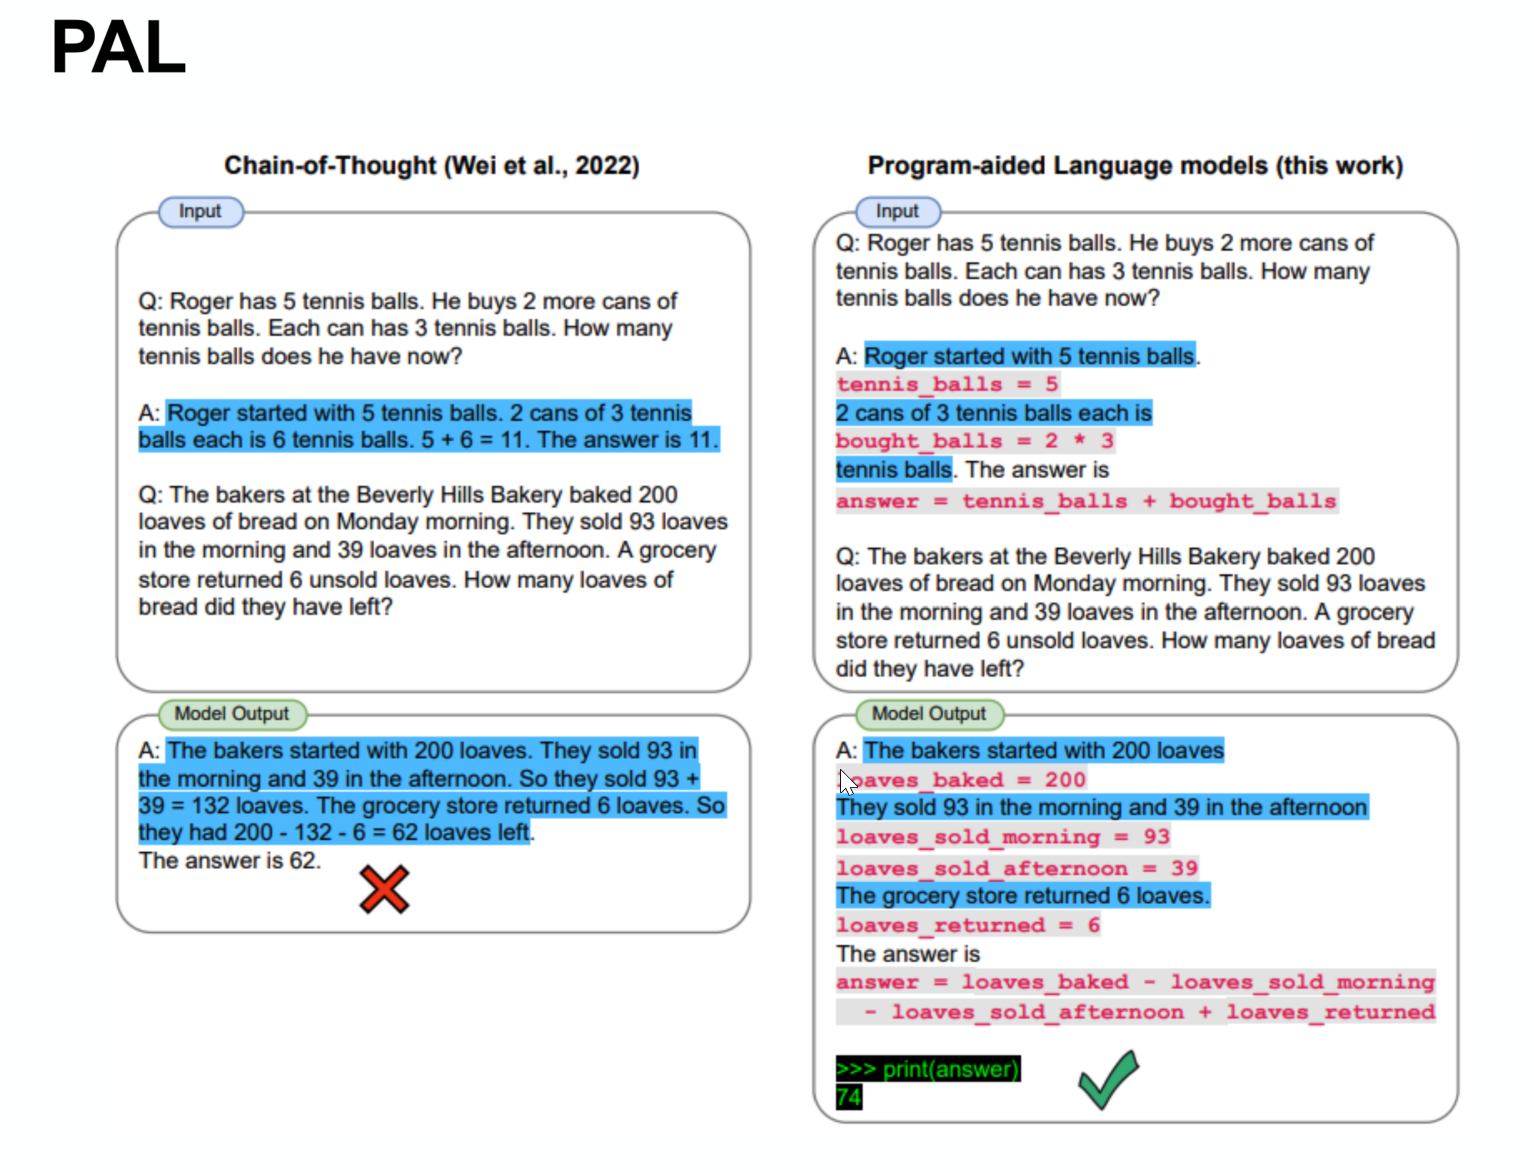 PAL
Chain-of-Thought (Wei et al., 2022)
Input
Q: Roger has 5 tennis balls. He buys 2 more cans of
tennis balls. Each can has 3 tennis balls. How many
tennis balls does he have now?
A: Roger started with 5 tennis balls. 2 cans of 3 tennis
balls each is 6 tennis balls. 5 + 6 = 11. The answer is 11.
Q: The bakers at the Beverly Hills Bakery baked 200
loaves of bread on Monday morning. They sold 93 loaves
in the morning and 39 loaves in the afternoon. A grocery
store returned 6 unsold loaves. How many loaves of
bread did they have left?
Model Output
A: The bakers started with 200 loaves. They sold 93 in
the morning and 39 in the afternoon. So they sold 93 +
39 = 132 loaves. The grocery store returned 6 loaves. So
they had 200 - 132 - 6 = 62 loaves left.
The answer is 62.
Program-aided Language models (this work)
Input
Q: Roger has 5 tennis balls. He buys 2 more cans of
tennis balls. Each can has 3 tennis balls. How many
tennis balls does he have now?
A: Roger started with 5 tennis balls.
tennis_balls = 5
2 cans of 3 tennis balls each is
bought_balls = 2 * 3
tennis balls. The answer is
answer = tennis_balls + bought_balls
Q: The bakers at the Beverly Hills Bakery baked 200
loaves of bread on Monday morning. They sold 93 loaves
in the morning and 39 loaves in the afternoon. A grocery
store returned 6 unsold loaves. How many loaves of bread
did they have left?
Model Output
A: The bakers started with 200 loaves
loaves_baked = 200
They sold 93 in the morning and 39 in the afternoon
loaves_sold_morning = 93
loaves_sold_afternoon = 39
The grocery store returned 6 loaves.
loaves_returned = 6
The answer is
answer = loaves_baked - loaves_sold_morning
- loaves_sold_afternoon + loaves_returned
>>> print(answer)
74